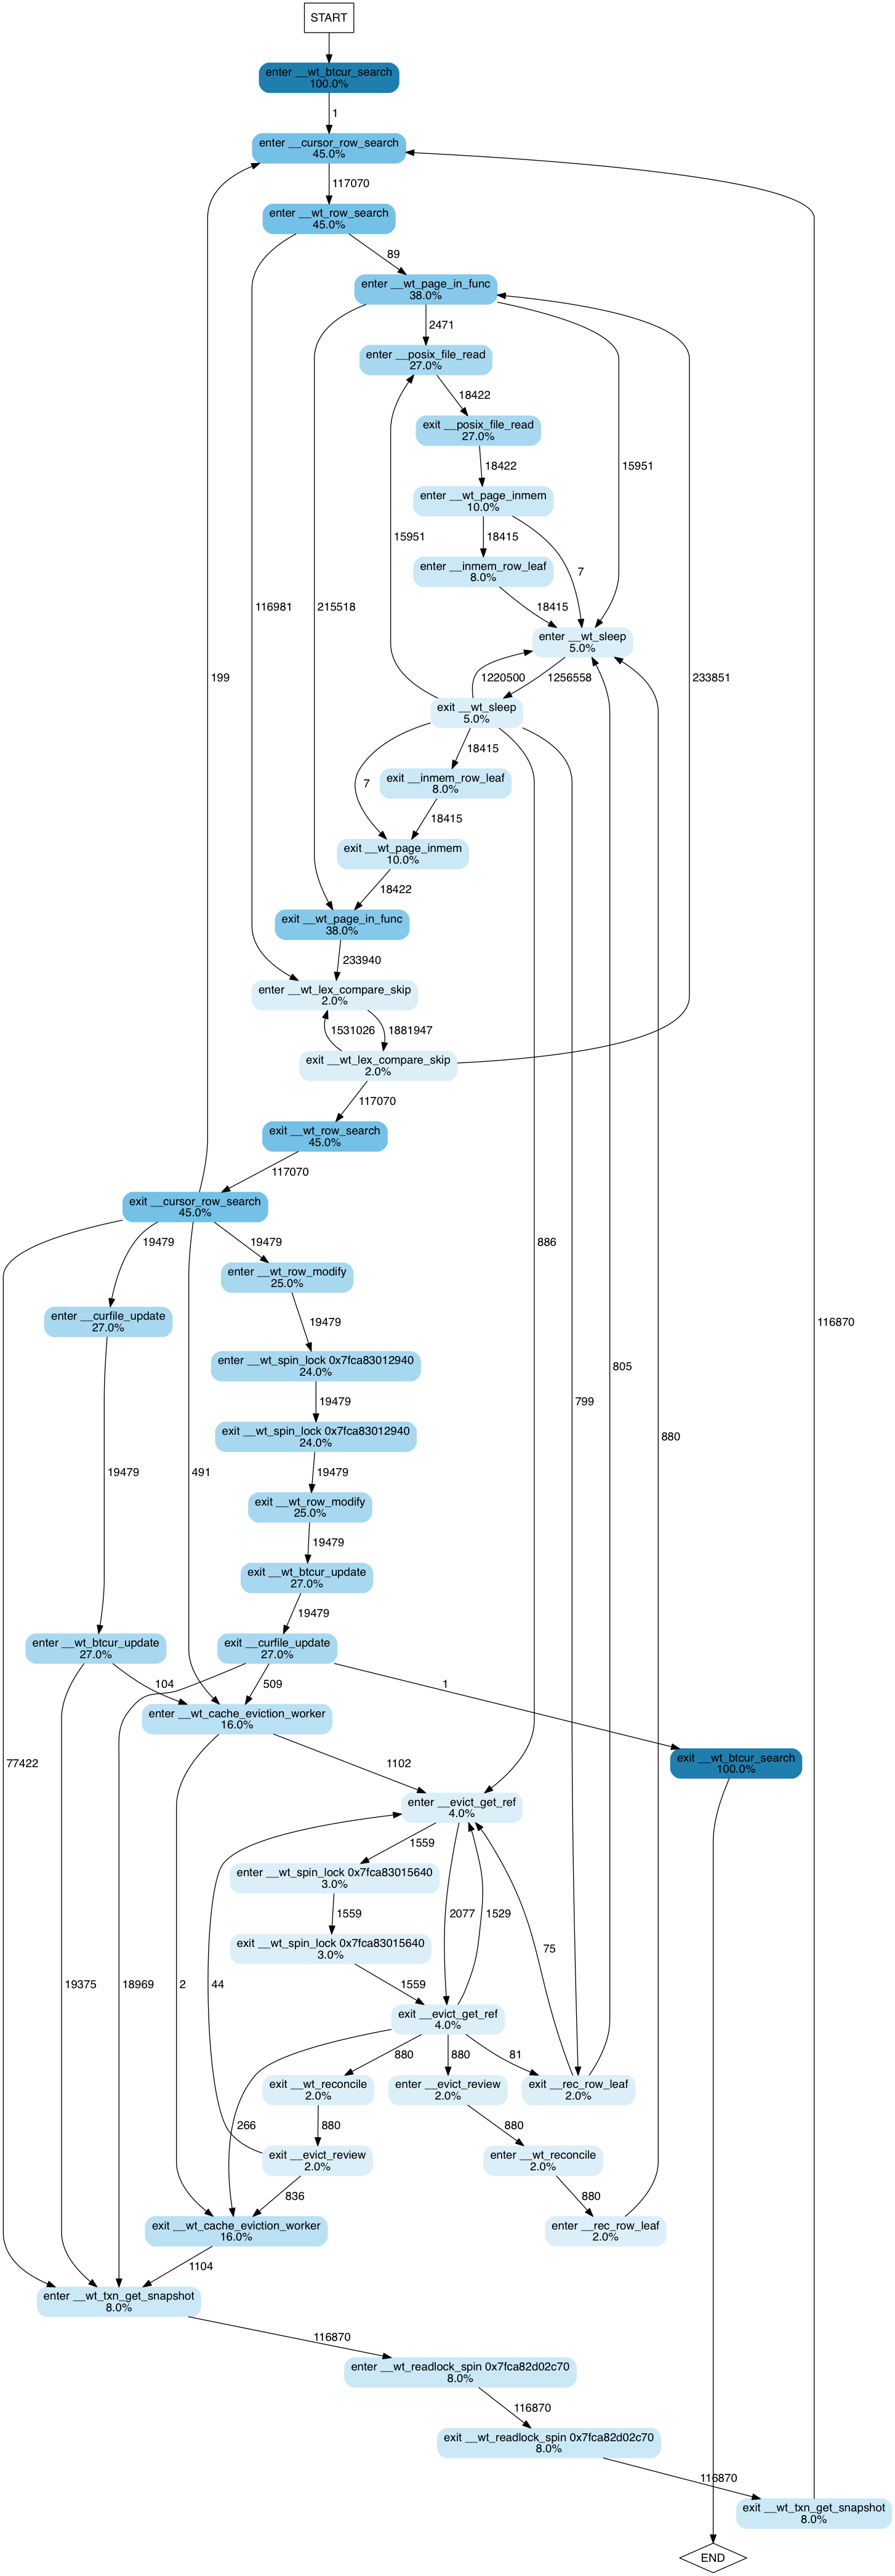 START
enter __wt_btcur_search
100.0%
1
enter __cursor_row_search
45.0%
117070
enter __wt_row_search
45.0%
89
enter __wt_page_in_func
38.0%
2471
enter __posix_file_read
27.0%
18422
exit __posix_file_read
27.0%
15951
18422
enter __wt_page_inmem
10.0%
15951
18415
enter __inmem_row_leaf
8.0%
7
116981
215518
18415
enter __wt_sleep
5.0%
199
1220500
1256558
233851
exit __wt_sleep
5.0%
18415
7
exit __inmem_row_leaf
8.0%
18415
exit __wt_page_inmem
10.0%
18422
exit __wt_page_in_func
38.0%
233940
enter __wt_lex_compare_skip
2.0%
1531026
1881947
exit __wt_lex_compare_skip
2.0%
117070
exit __wt_row_search
45.0%
117070
exit __cursor_row_search
45.0%
19479
19479
886
enter __wt_row_modify
25.0%
enter __curfile_update
27.0%
19479
116870
enter __wt_spin_lock 0x7fca83012940
24.0%
805
19479
799
exit __wt_spin_lock 0x7fca83012940
24.0%
880
19479
491
19479
exit __wt_row_modify
25.0%
19479
exit __wt_btcur_update
27.0%
19479
enter __wt_btcur_update
27.0%
exit __curfile_update
27.0%
104
509
1
enter __wt_cache_eviction_worker
16.0%
77422
1102
exit __wt_btcur_search
100.0%
enter __evict_get_ref
4.0%
1559
enter __wt_spin_lock 0x7fca83015640
3.0%
1559
2077
1529
exit __wt_spin_lock 0x7fca83015640
3.0%
75
19375
18969
2
44
1559
exit __evict_get_ref
4.0%
880
880
81
exit __wt_reconcile
2.0%
enter __evict_review
2.0%
exit __rec_row_leaf
2.0%
266
880
880
exit __evict_review
2.0%
enter __wt_reconcile
2.0%
836
880
exit __wt_cache_eviction_worker
16.0%
enter __rec_row_leaf
2.0%
1104
enter __wt_txn_get_snapshot
8.0%
116870
enter __wt_readlock_spin 0x7fca82d02c70
8.0%
116870
exit __wt_readlock_spin 0x7fca82d02c70
8.0%
116870
exit __wt_txn_get_snapshot
8.0%
END